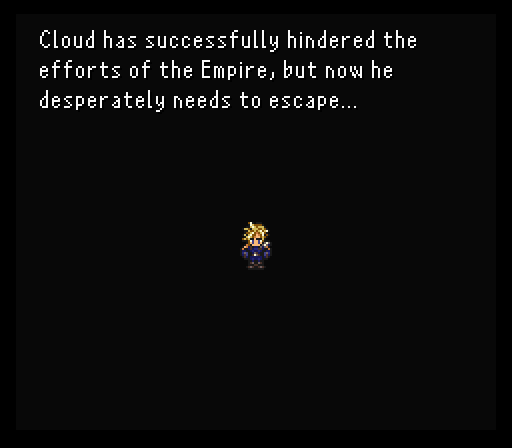 Cloud has successfully hindered the
efforts of the Empire, but now he
desperately needs to escape...